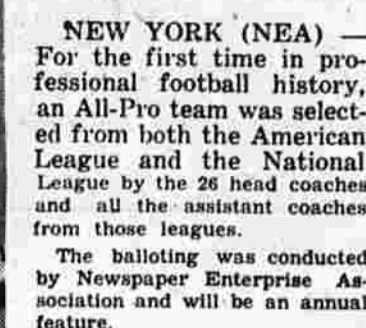 NEW YORK (NEA) —
For the first time in pro-
fessional football history,
an All-Pro team was select-
ed from both the American
League and the National
League by the 26 head coaches
and all the assistant coaches
from those leagues.
The balloting was conducted
by Newspaper Enterprise As-
sociation and will be an annual
feature.